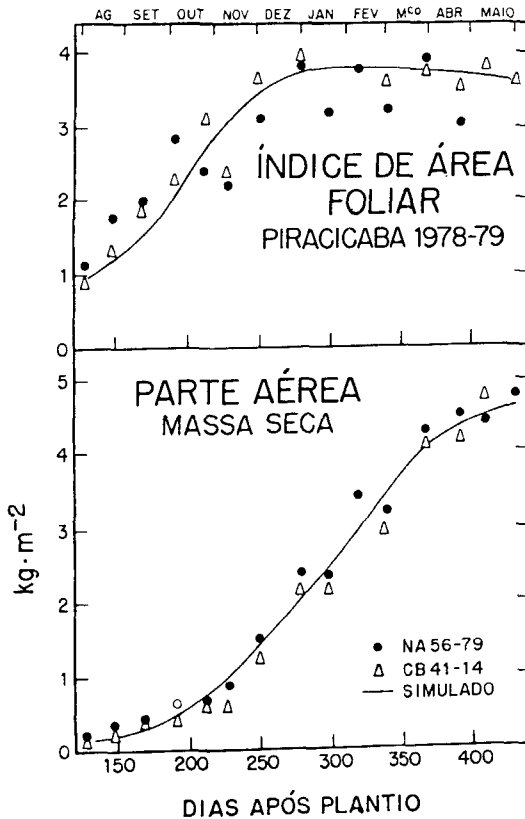 AG SET OUT NOV DEZ JAN FEV Mço ABR MAIO
4
3
2
1
0
ÍNDICE DE ÁREA
FOLIAR
PIRACICABA 1978-79
5
4
3
2
1
0
kg·m⁻²
PARTE AÉREA
MASSA SECA
NA 56-79
CB 41-14
SIMULADO
150 200 250 300 350 400
DIAS APÓS PLANTIO